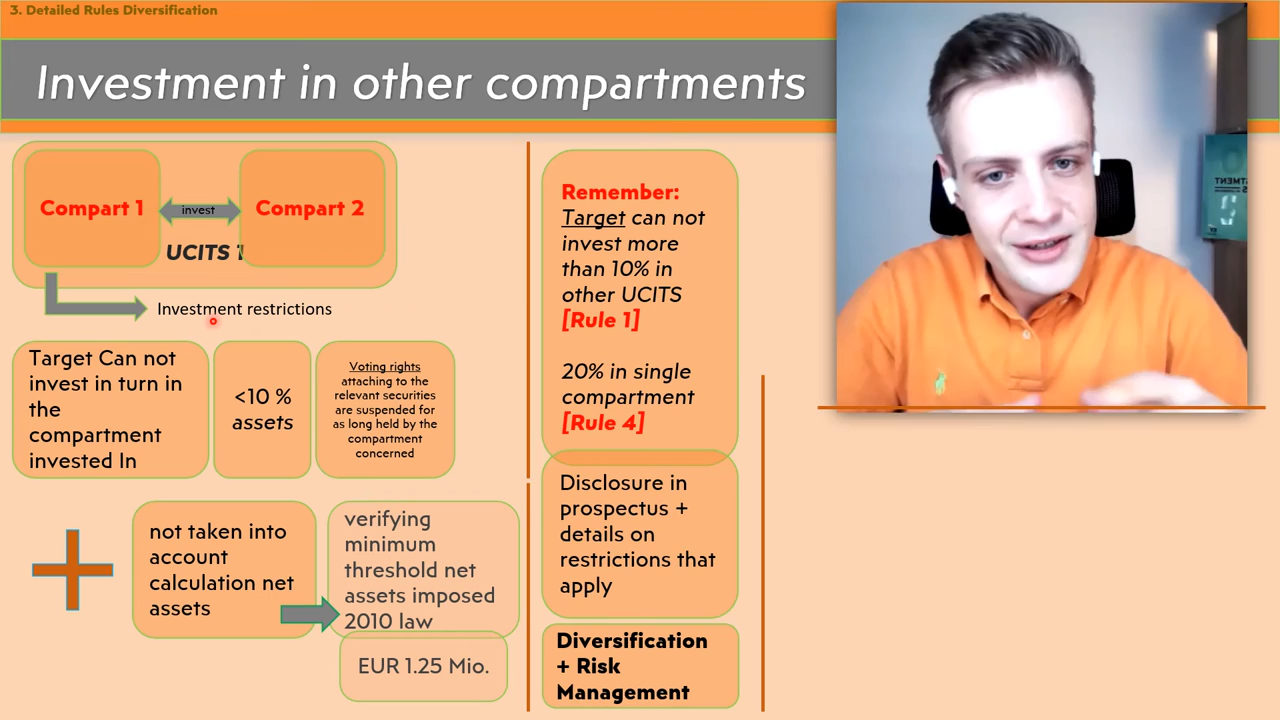 3. Detailed Rules Diversification
Investment in other compartments
Compart 1
invest
Compart 2
UCITS 1
Investment restrictions
Target Can not
invest in turn in
the
compartment
invested In
<10 %
assets
Voting rights
attaching to the
relevant securities
are suspended for
as long held by the
compartment
concerned
not taken into
account
calculation net
assets
verifying
minimum
threshold net
assets imposed
2010 law
EUR 1.25 Mio.
Remember:
Target can not
invest more
than 10% in
other UCITS
[Rule 1]
20% in single
compartment
[Rule 4]
Disclosure in
prospectus +
details on
restrictions that
apply
Diversification
+ Risk
Management